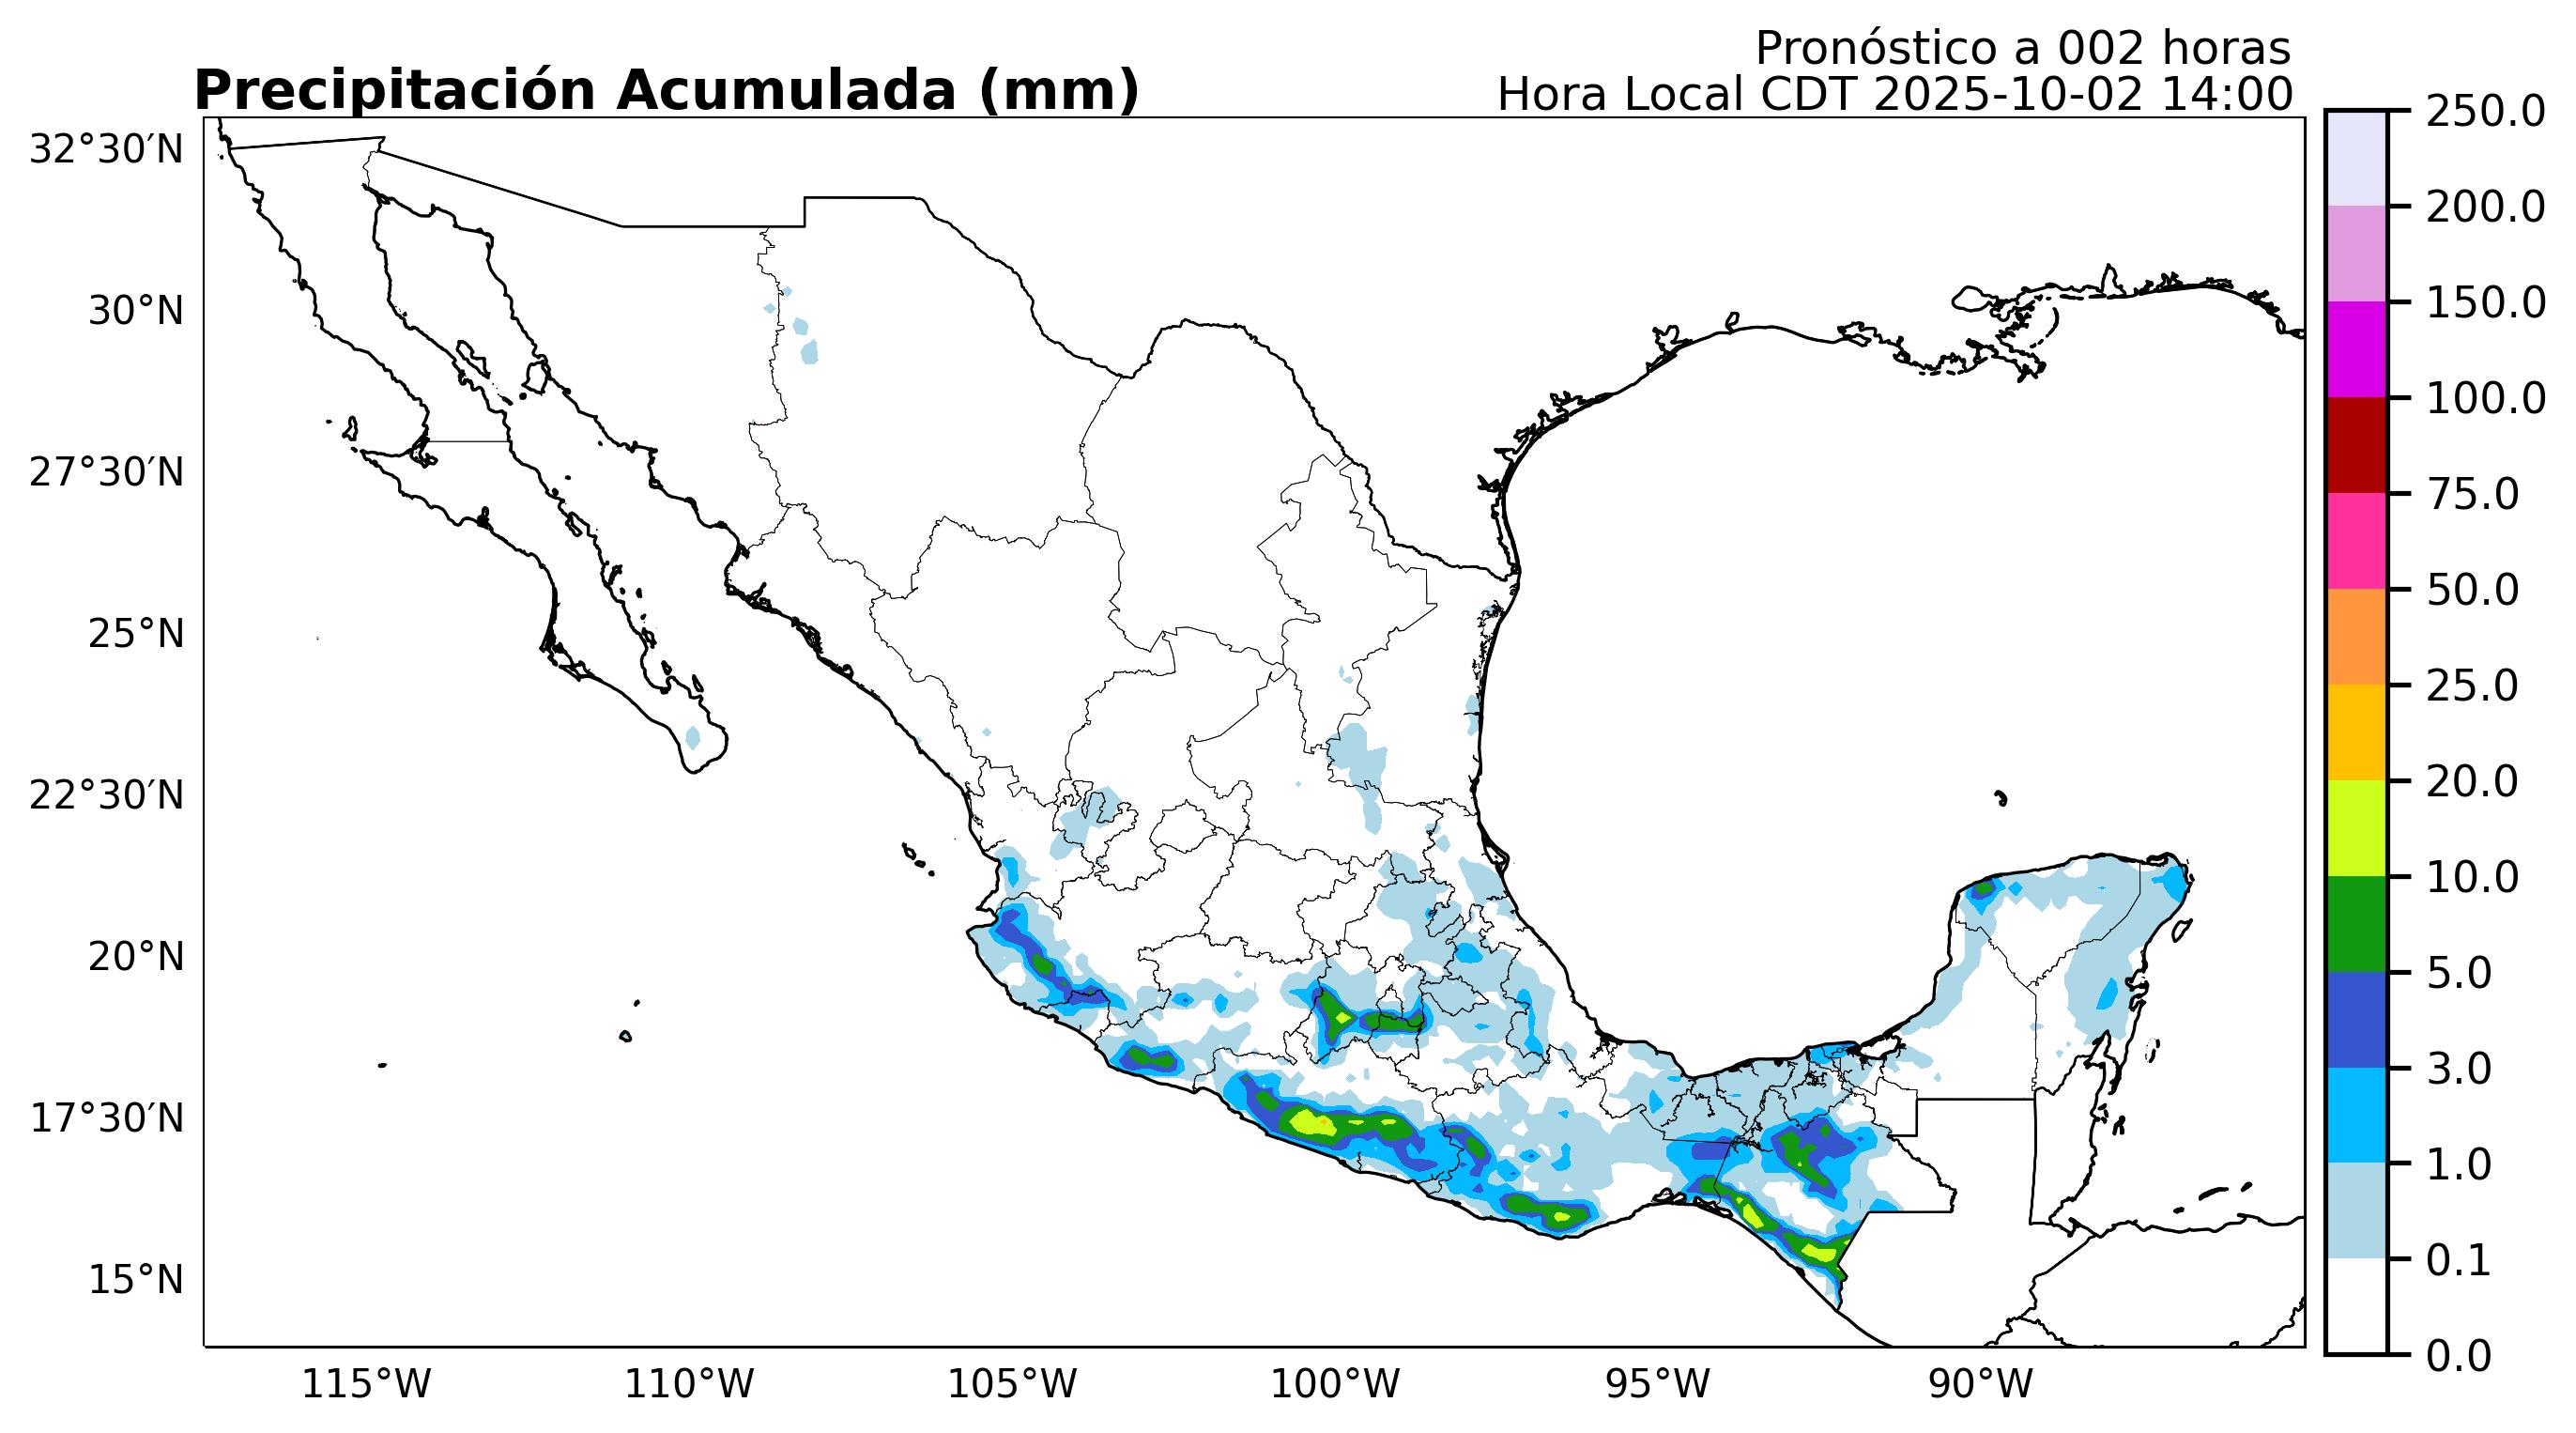 Pronóstico a 002 horas
Precipitación Acumulada (mm)
Hora Local CDT 2025-10-02 14:00
32°30′N
30°N
27°30′N
25°N
22°30′N
20°N
17°30′N
15°N
115°W
110°W
105°W
100°W
95°W
90°W
250.0
200.0
150.0
100.0
75.0
50.0
25.0
20.0
10.0
5.0
3.0
1.0
0.1
0.0